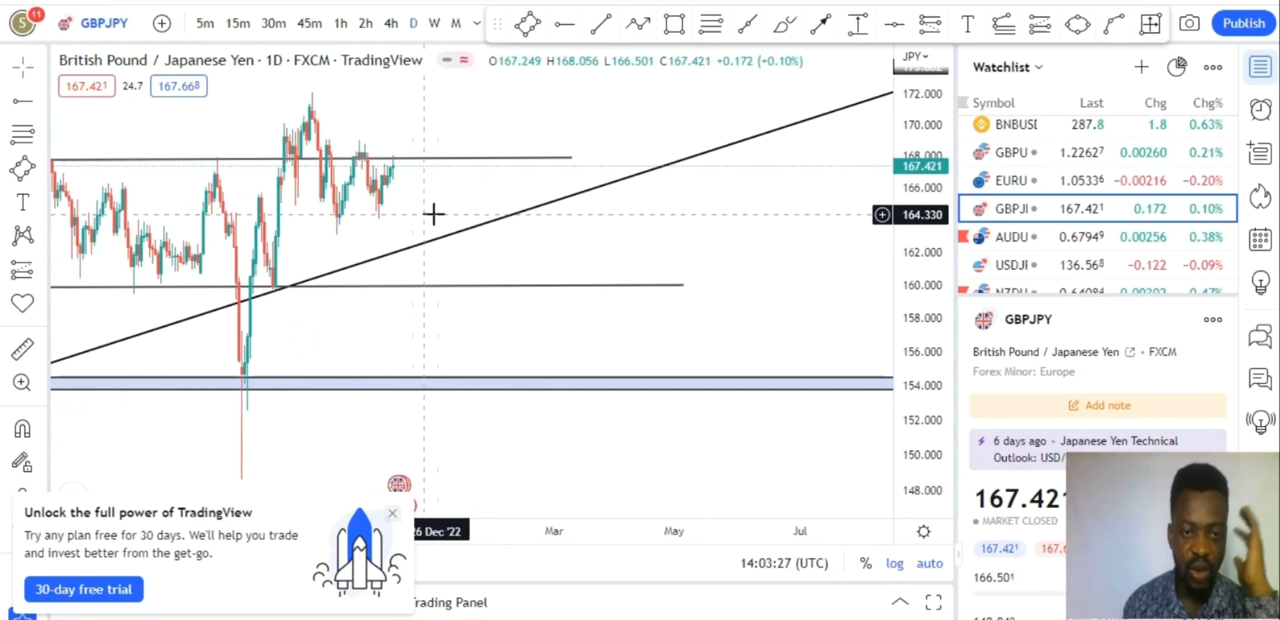 S 11 GBPJPY 5m 15m 30m 45m 1h 2h 4h D W M T Publish
British Pound / Japanese Yen · 1D · FXCM · TradingView O167.249 H168.056 L166.501 C167.421 +0.172 (+0.10%) JPY
167.421 24.7 167.668
172.000
170.000
168.000
167.421
166.000
164.330
162.000
160.000
158.000
156.000
154.000
152.000
150.000
148.000
26 Dec '22 Mar May Jul
14:03:27 (UTC) % log auto
Trading Panel
Unlock the full power of TradingView
Try any plan free for 30 days. We'll help you trade
and invest better from the get-go.
30-day free trial
Watchlist
Symbol Last Chg Chg%
BNBUSI 287.8 1.8 0.63%
GBPU 1.22627 0.00260 0.21%
EURU 1.05336 -0.00216 -0.20%
GBPJI 167.421 0.172 0.10%
AUDU 0.67949 0.00256 0.38%
USDJI 136.568 -0.122 -0.09%
GBPJPY
British Pound / Japanese Yen · FXCM
Forex Minor: Europe
Add note
6 days ago · Japanese Yen Technical
Outlook: USD/
167.421
MARKET CLOSED
167.421 167.6
166.501